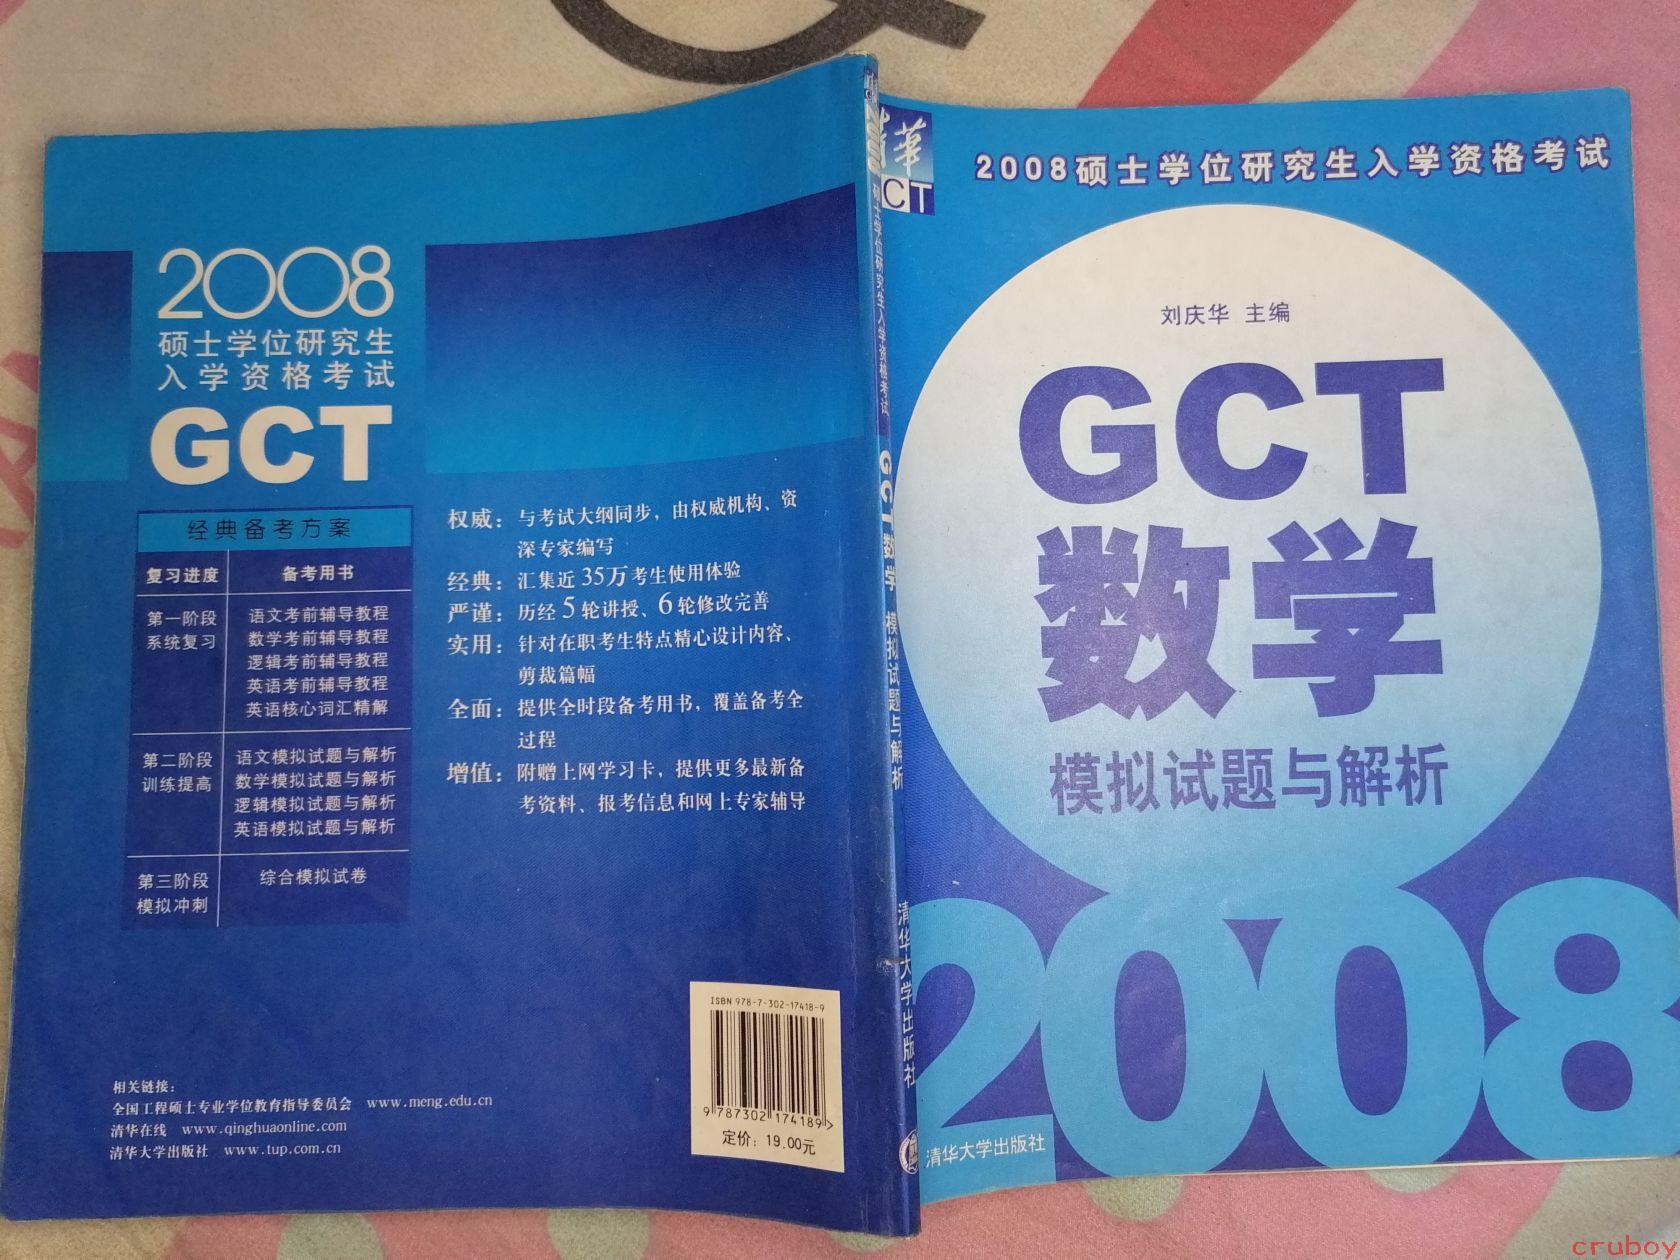 2008
硕士学位研究生
入学资格考试
GCT
经典备考方案
复习进度 备考用书
第一阶段
系统复习
语文考前辅导教程
数学考前辅导教程
逻辑考前辅导教程
英语考前辅导教程
英语核心词汇精解
第二阶段
训练提高
语文模拟试题与解析
数学模拟试题与解析
逻辑模拟试题与解析
英语模拟试题与解析
第三阶段
模拟冲刺
综合模拟试卷
权威：与考试大纲同步，由权威机构、资
深专家编写
经典：汇集近35万考生使用体验
严谨：历经5轮讲授、6轮修改完善
实用：针对在职考生特点精心设计内容、
剪裁篇幅
全面：提供全时段备考用书，覆盖备考全
过程
增值：附赠上网学习卡，提供更多最新备
考资料、报考信息和网上专家辅导
相关链接：
全国工程硕士专业学位教育指导委员会 www.meng.edu.cn
清华在线 www.qinghuaonline.com
清华大学出版社 www.tup.com.cn
ISBN 978-7-302-17418-9
9 787302 174189>
定价：19.00元
硕士学位研究生入学资格考试 GCT数学 模拟试题与解析 清华大学出版社
清华
CT
2008硕士学位研究生入学资格考试
刘庆华 主编
GCT
数学
模拟试题与解析
2008
清华大学出版社
cruboy